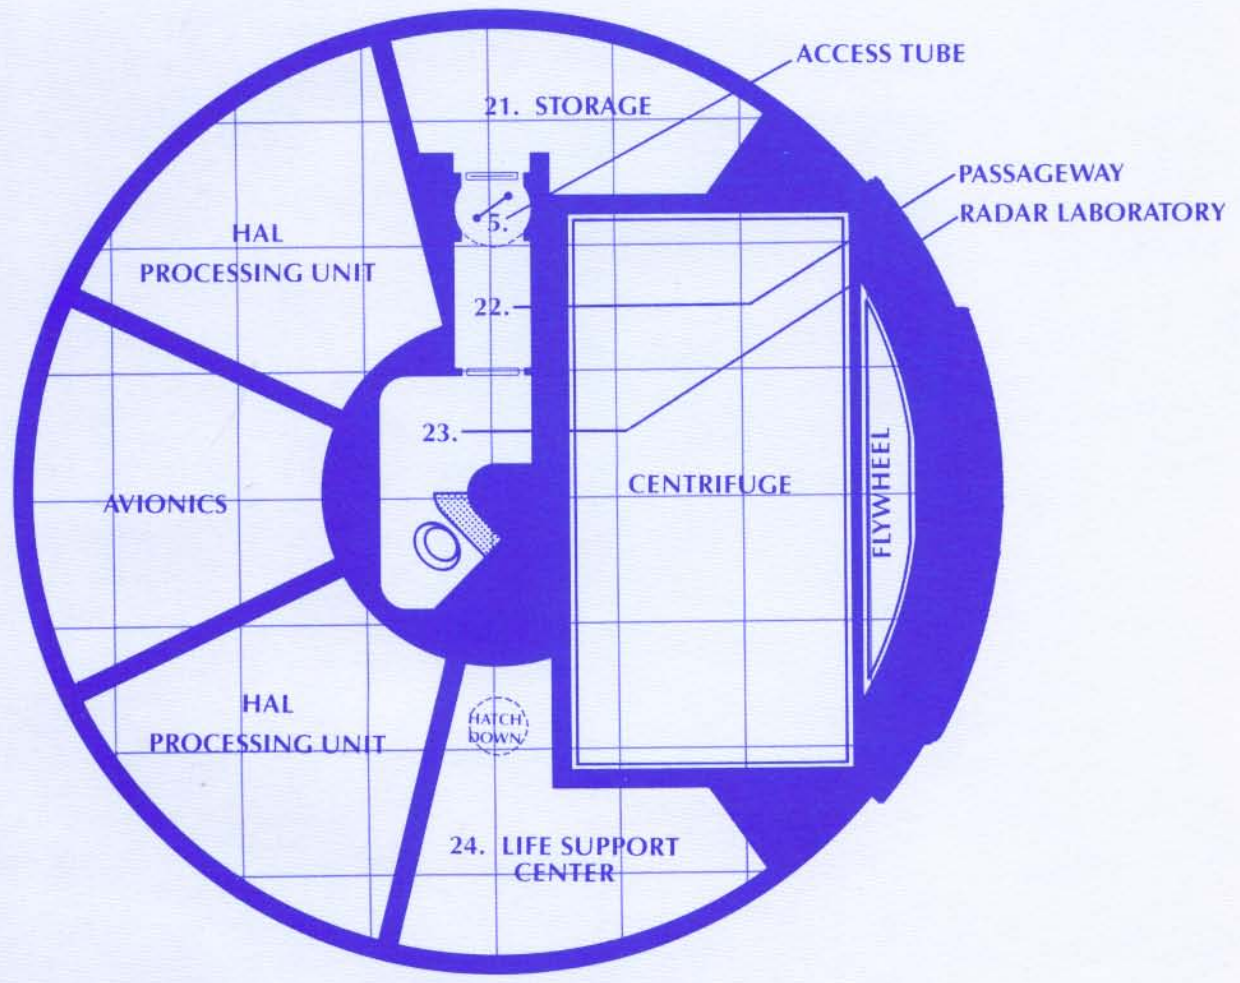 ACCESS TUBE
21. STORAGE
PASSAGEWAY
RADAR LABORATORY
5.
HAL
PROCESSING UNIT
22.
23.
CENTRIFUGE
FLYWHEEL
AVIONICS
HAL
PROCESSING UNIT
HATCH
DOWN
24. LIFE SUPPORT
CENTER